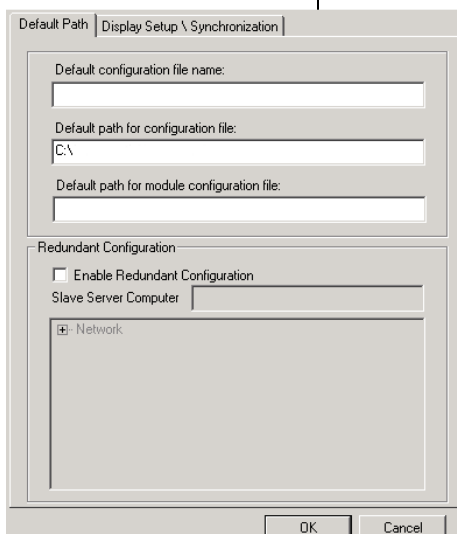 Default Path
Display Setup \ Synchronization
Default configuration file name:
Default path for configuration file:
C:\
Default path for module configuration file:
Redundant Configuration
Enable Redundant Configuration
Slave Server Computer
Network
OK
Cancel